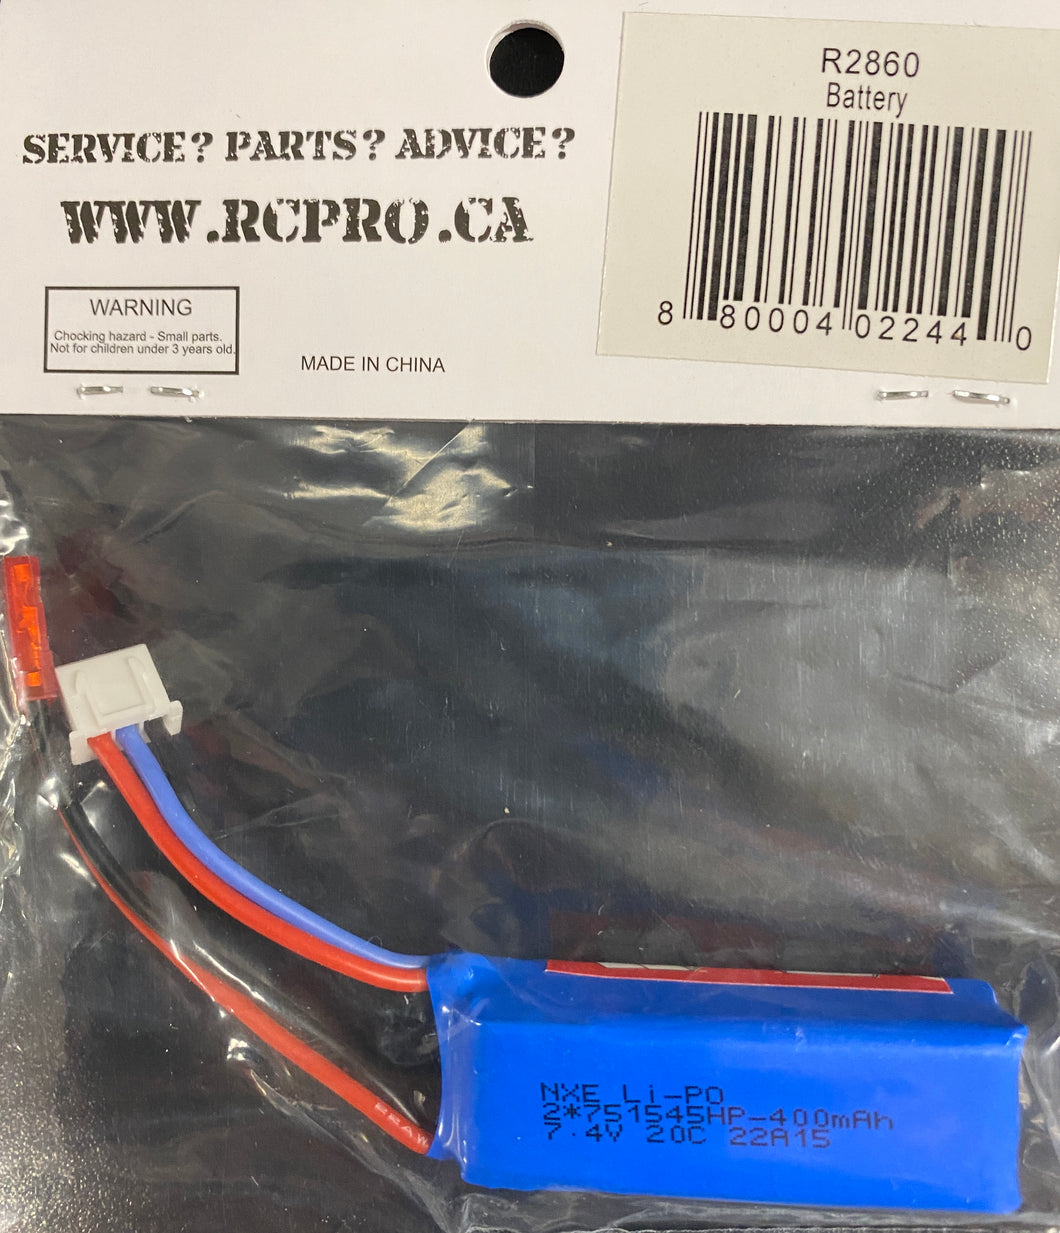 R2860
Battery
8 80004 02244 0
SERVICE? PARTS? ADVICE?
WWW.RCPRO.CA
WARNING
Chocking hazard - Small parts.
Not for children under 3 years old.
MADE IN CHINA
NXE Li-PO
2*751545HP-400mAh
7.4V 20C 22A15
22AW